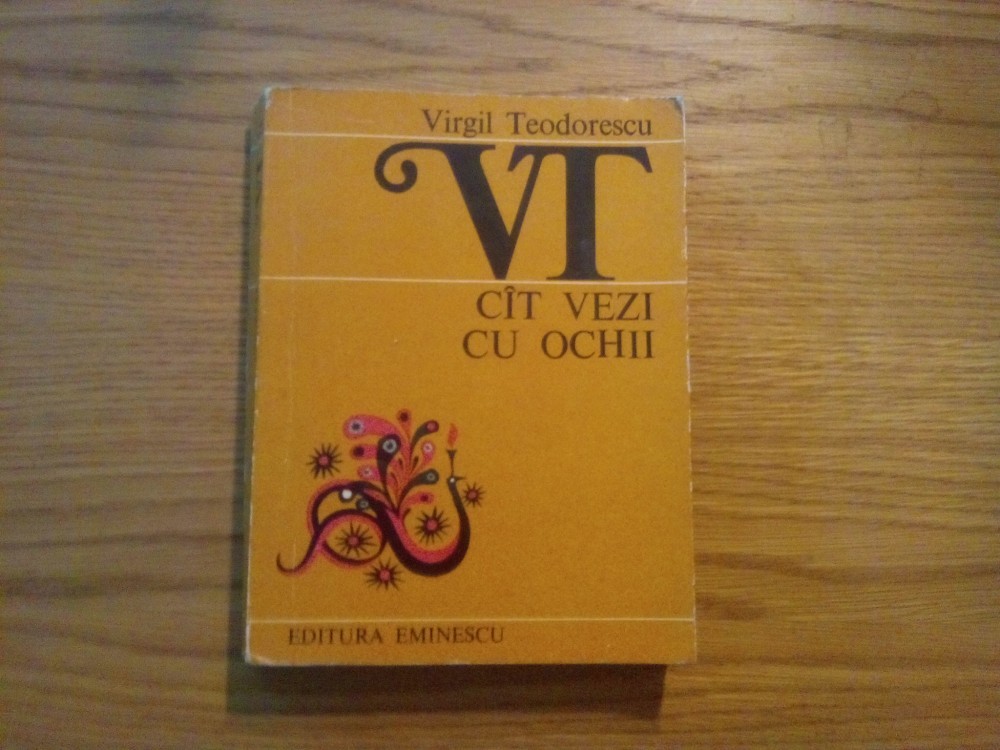 Virgil Teodorescu
VT
CÎT VEZI
CU OCHII
EDITURA EMINESCU